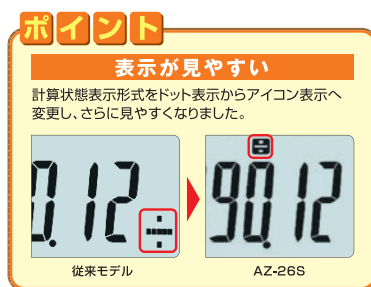 ポイント
表示が見やすい
計算状態表示形式をドット表示からアイコン表示へ
変更し、さらに見やすくなりました。
0.12
90.12
従来モデル
AZ-26S